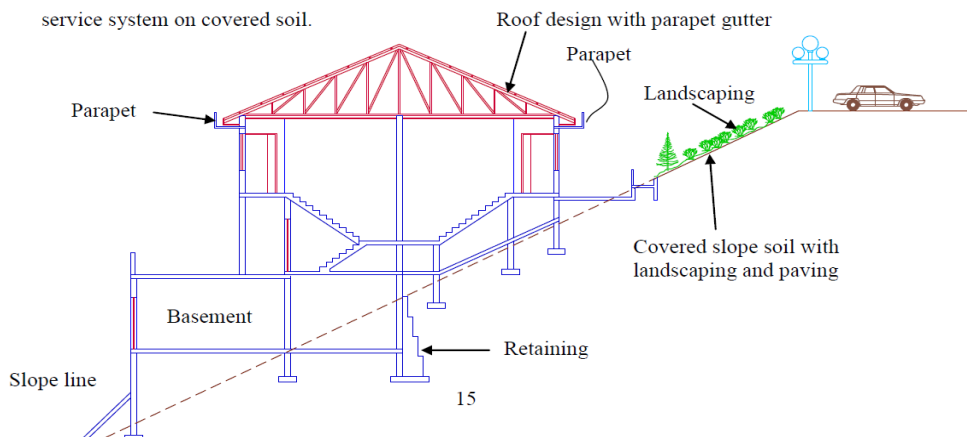 service system on covered soil.
Roof design with parapet gutter
Parapet
Landscaping
Parapet
Covered slope soil with
landscaping and paving
Basement
Retaining
Slope line
15